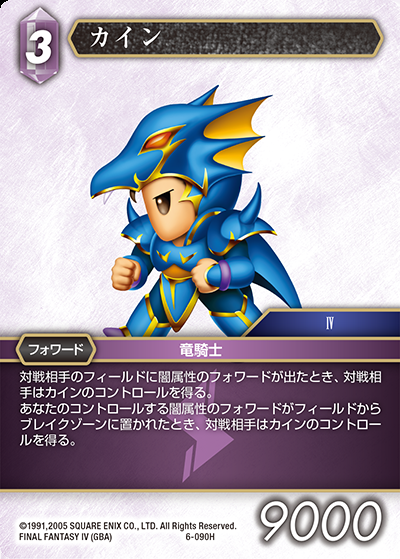 3
カイン
IV
フォワード
竜騎士
対戦相手のフィールドに闇属性のフォワードが出たとき、対戦相
手はカインのコントロールを得る。
あなたのコントロールする闇属性のフォワードがフィールドから
ブレイクゾーンに置かれたとき、対戦相手はカインのコントロー
ルを得る。
©1991,2005 SQUARE ENIX CO., LTD. All Rights Reserved.
FINAL FANTASY IV (GBA)
6-090H
9000